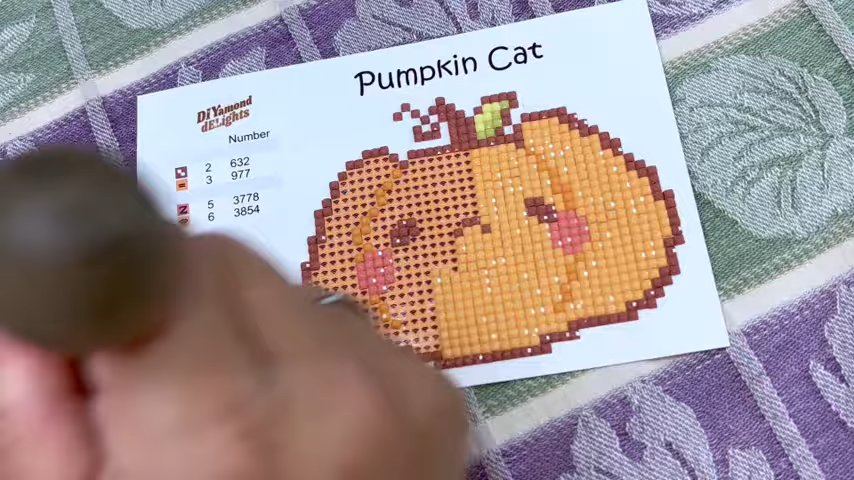 Pumpkin Cat
DiYamond
dELights
Number
2 632
3 977
5 3778
6 3854